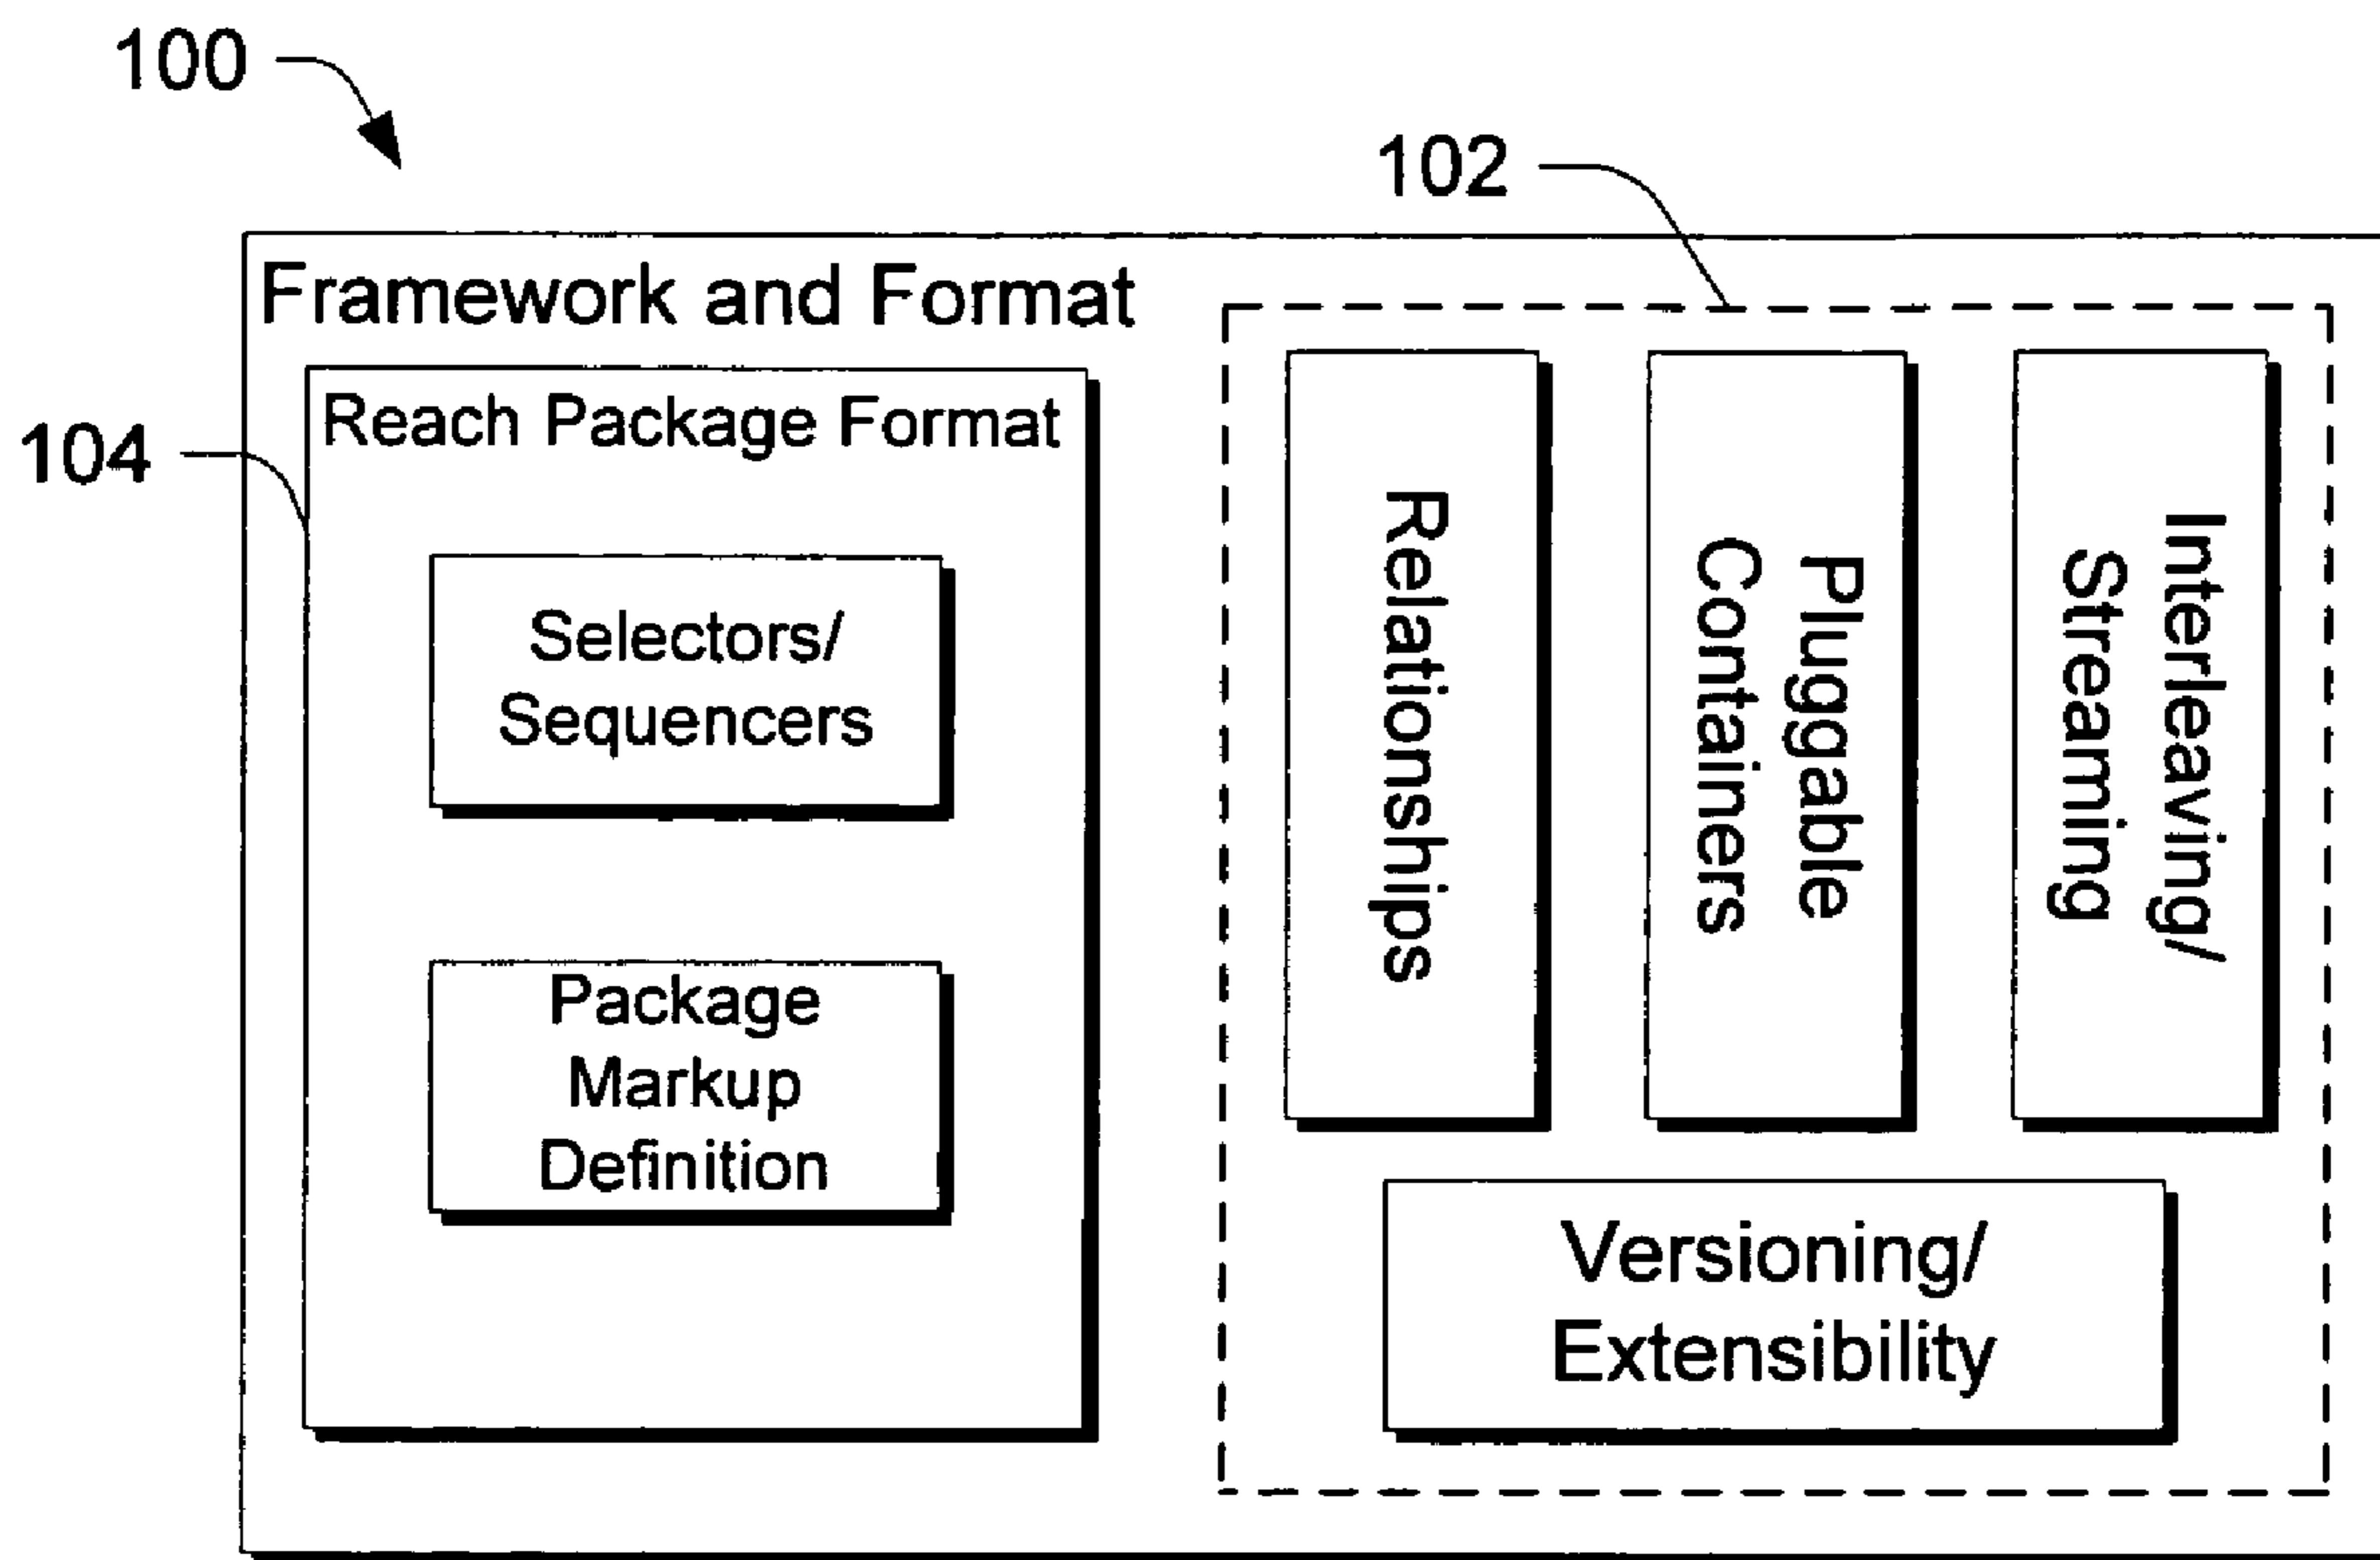 100
102
Framework and Format
104
Reach Package Format
Selectors/
Sequencers
Package
Markup
Definition
Relationships
Pluggable
Containers
Interleaving/
Streaming
Versioning/
Extensibility